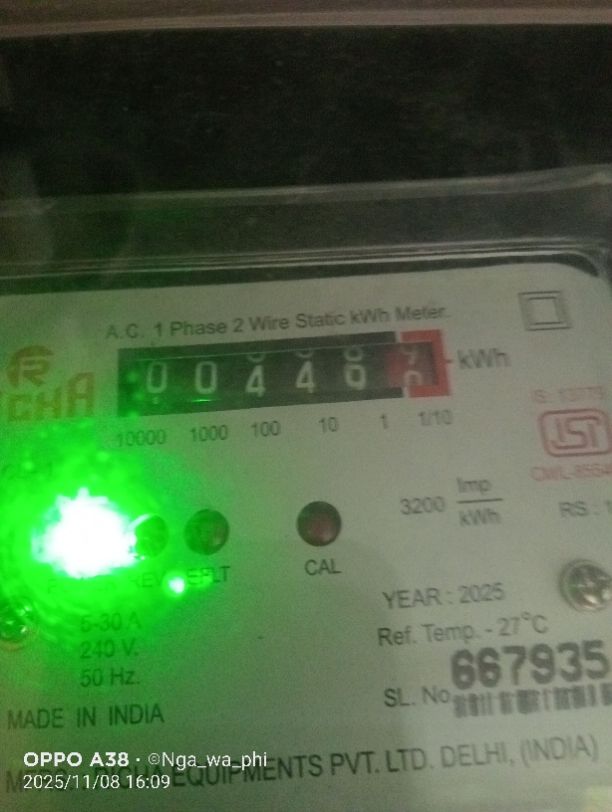 A.C. 1 Phase 2 Wire Static kWh Meter.
0 0 4 4 9 0 kWh
10000 1000 100 10 1 1/10
3200 Imp/kWh
CAL
YEAR : 2025
5-30 A
Ref. Temp. - 27°C
240 V.
50 Hz.
667935
SL. No.
MADE IN INDIA
EQUIPMENTS PVT. LTD. DELHI, (INDIA)
OPPO A38 · ©Nga_wa_phi
2025/11/08 16:09